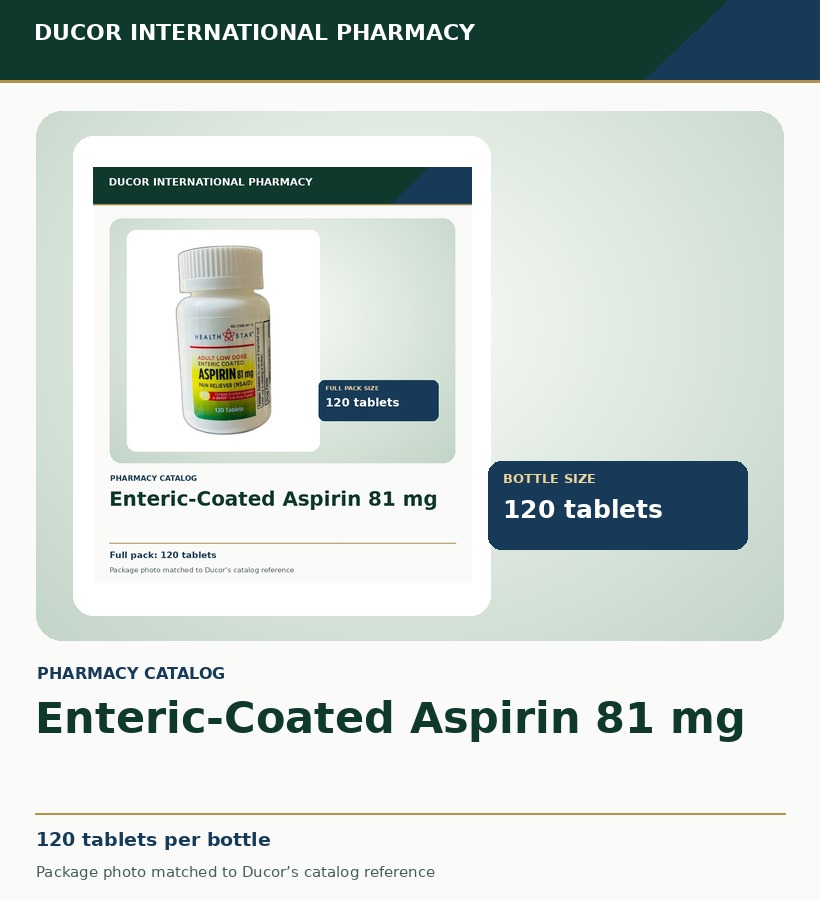 DUCOR INTERNATIONAL PHARMACY
DUCOR INTERNATIONAL PHARMACY
HEALTH STAR
ADULT LOW DOSE
ENTERIC COATED
ASPIRIN 81 mg
PAIN RELIEVER (NSAID)
120 Tablets
FULL PACK SIZE
120 tablets
PHARMACY CATALOG
Enteric-Coated Aspirin 81 mg
Full pack: 120 tablets
Package photo matched to Ducor’s catalog reference
BOTTLE SIZE
120 tablets
PHARMACY CATALOG
Enteric-Coated Aspirin 81 mg
120 tablets per bottle
Package photo matched to Ducor’s catalog reference